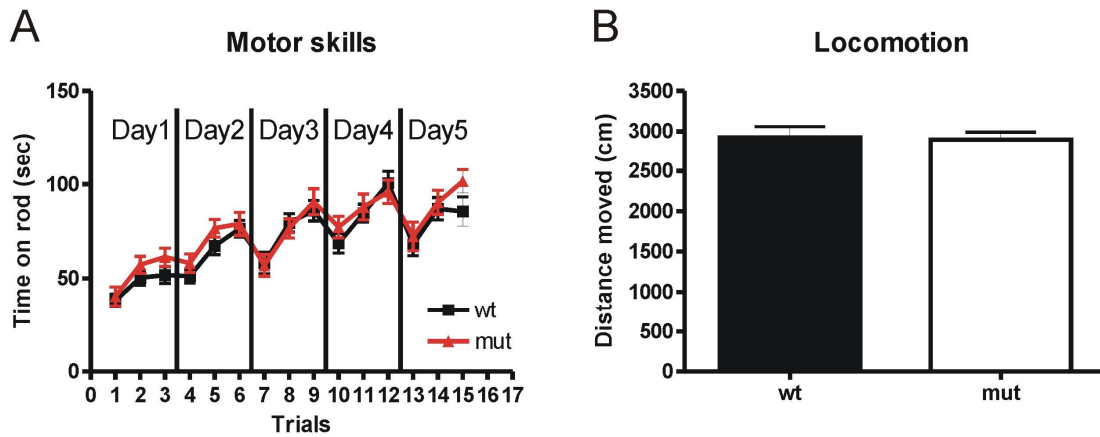 A
Motor skills
150
100
50
0
Time on rod (sec)
Day1 Day2 Day3 Day4 Day5
wt
mut
0 1 2 3 4 5 6 7 8 9 10 11 12 13 14 15 16 17
Trials
B
Locomotion
3500
3000
2500
2000
1500
1000
500
0
Distance moved (cm)
wt mut